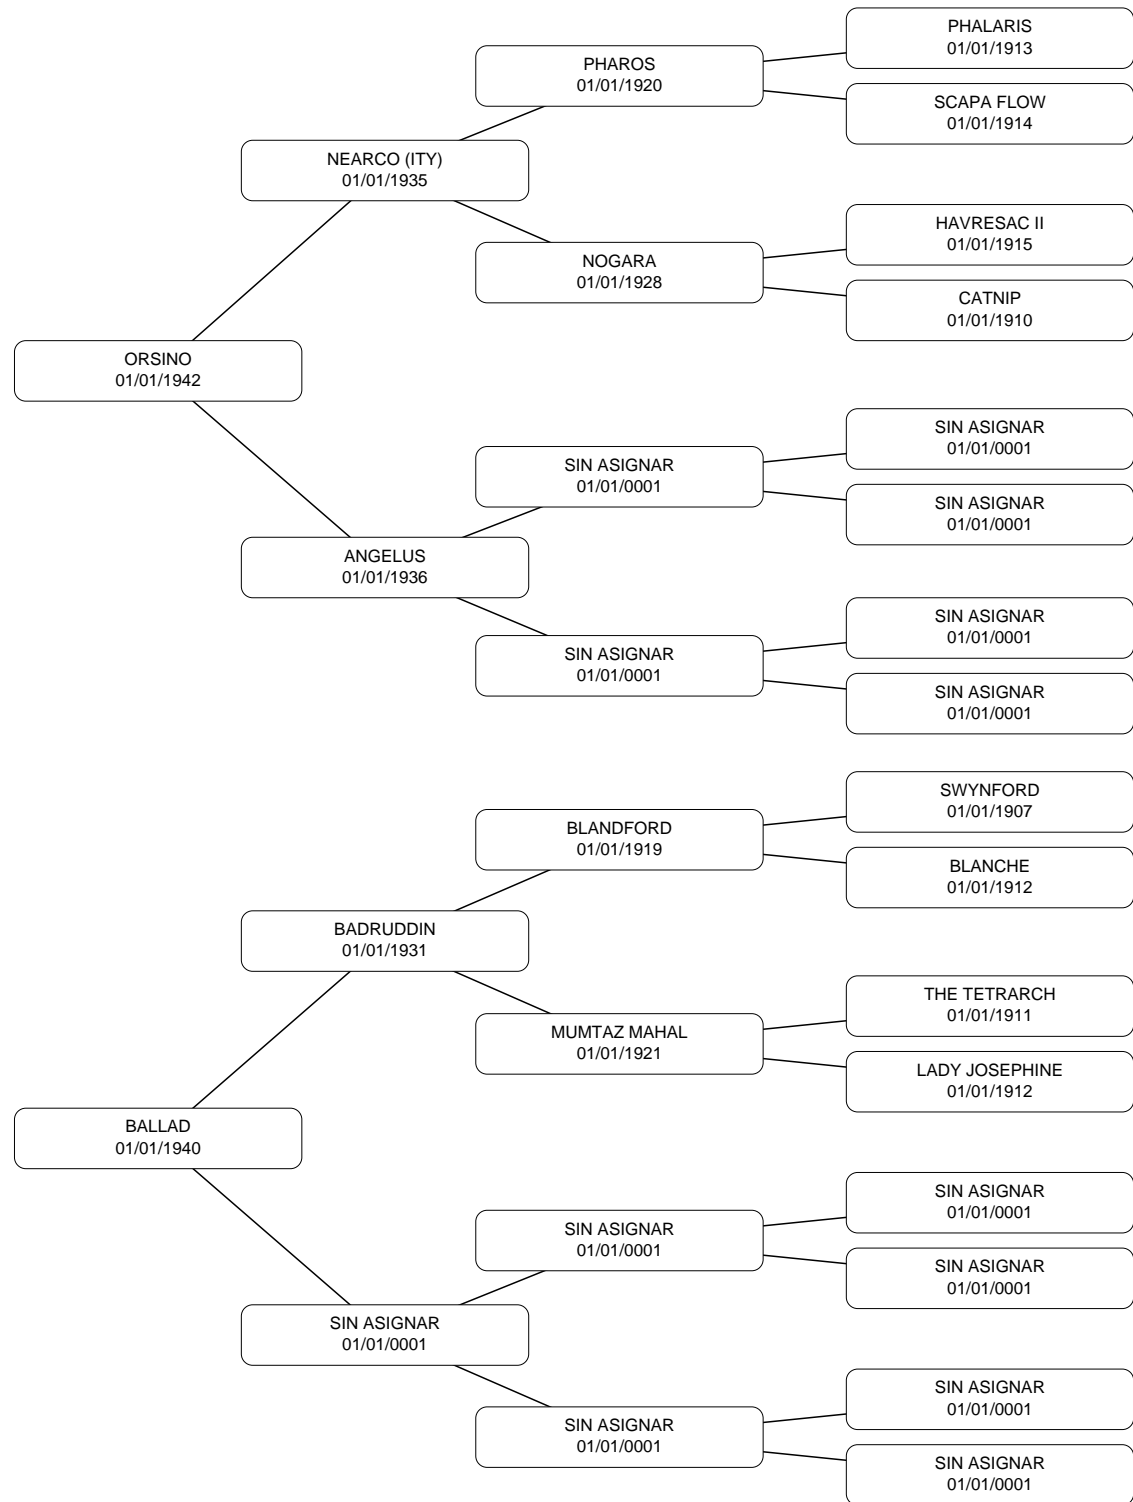 PHALARIS
01/01/1913
PHAROS
01/01/1920
SCAPA FLOW
01/01/1914
NEARCO (ITY)
01/01/1935
HAVRESAC II
01/01/1915
NOGARA
01/01/1928
CATNIP
01/01/1910
ORSINO
01/01/1942
SIN ASIGNAR
01/01/0001
SIN ASIGNAR
01/01/0001
SIN ASIGNAR
01/01/0001
ANGELUS
01/01/1936
SIN ASIGNAR
01/01/0001
SIN ASIGNAR
01/01/0001
SIN ASIGNAR
01/01/0001
SWYNFORD
01/01/1907
BLANDFORD
01/01/1919
BLANCHE
01/01/1912
BADRUDDIN
01/01/1931
THE TETRARCH
01/01/1911
MUMTAZ MAHAL
01/01/1921
LADY JOSEPHINE
01/01/1912
BALLAD
01/01/1940
SIN ASIGNAR
01/01/0001
SIN ASIGNAR
01/01/0001
SIN ASIGNAR
01/01/0001
SIN ASIGNAR
01/01/0001
SIN ASIGNAR
01/01/0001
SIN ASIGNAR
01/01/0001
SIN ASIGNAR
01/01/0001